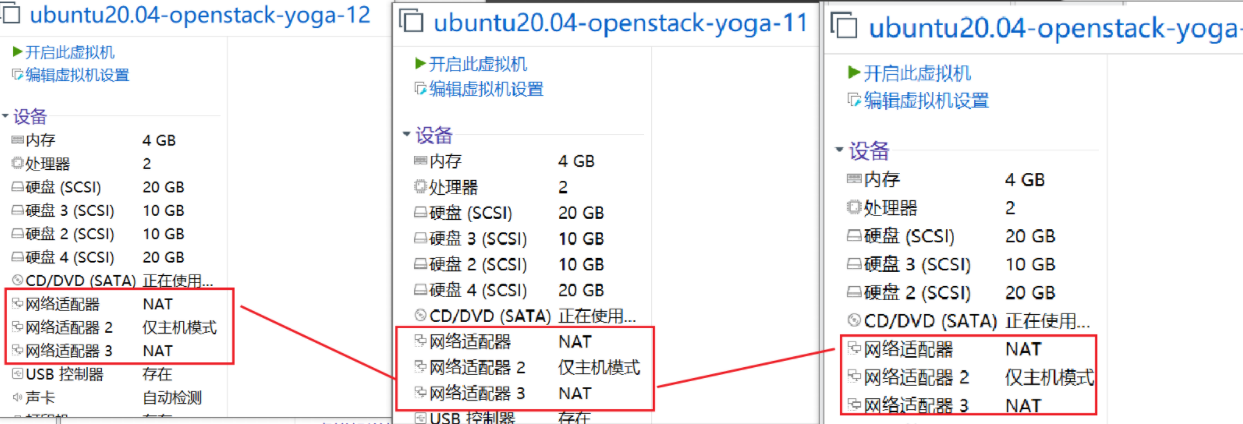 ubuntu20.04-openstack-yoga-12
开启此虚拟机
编辑虚拟机设置
设备
内存 4 GB
处理器 2
硬盘 (SCSI) 20 GB
硬盘 3 (SCSI) 10 GB
硬盘 2 (SCSI) 10 GB
硬盘 4 (SCSI) 20 GB
CD/DVD (SATA) 正在使用...
网络适配器 NAT
网络适配器 2 仅主机模式
网络适配器 3 NAT
USB 控制器 存在
声卡 自动检测
ubuntu20.04-openstack-yoga-11
开启此虚拟机
编辑虚拟机设置
设备
内存 4 GB
处理器 2
硬盘 (SCSI) 20 GB
硬盘 3 (SCSI) 10 GB
硬盘 2 (SCSI) 10 GB
硬盘 4 (SCSI) 20 GB
CD/DVD (SATA) 正在使用...
网络适配器 NAT
网络适配器 2 仅主机模式
网络适配器 3 NAT
USB 控制器 存在
ubuntu20.04-openstack-yoga-
开启此虚拟机
编辑虚拟机设置
设备
内存 4 GB
处理器 2
硬盘 (SCSI) 20 GB
硬盘 3 (SCSI) 10 GB
硬盘 2 (SCSI) 20 GB
CD/DVD (SATA) 正在使用...
网络适配器 NAT
网络适配器 2 仅主机模式
网络适配器 3 NAT